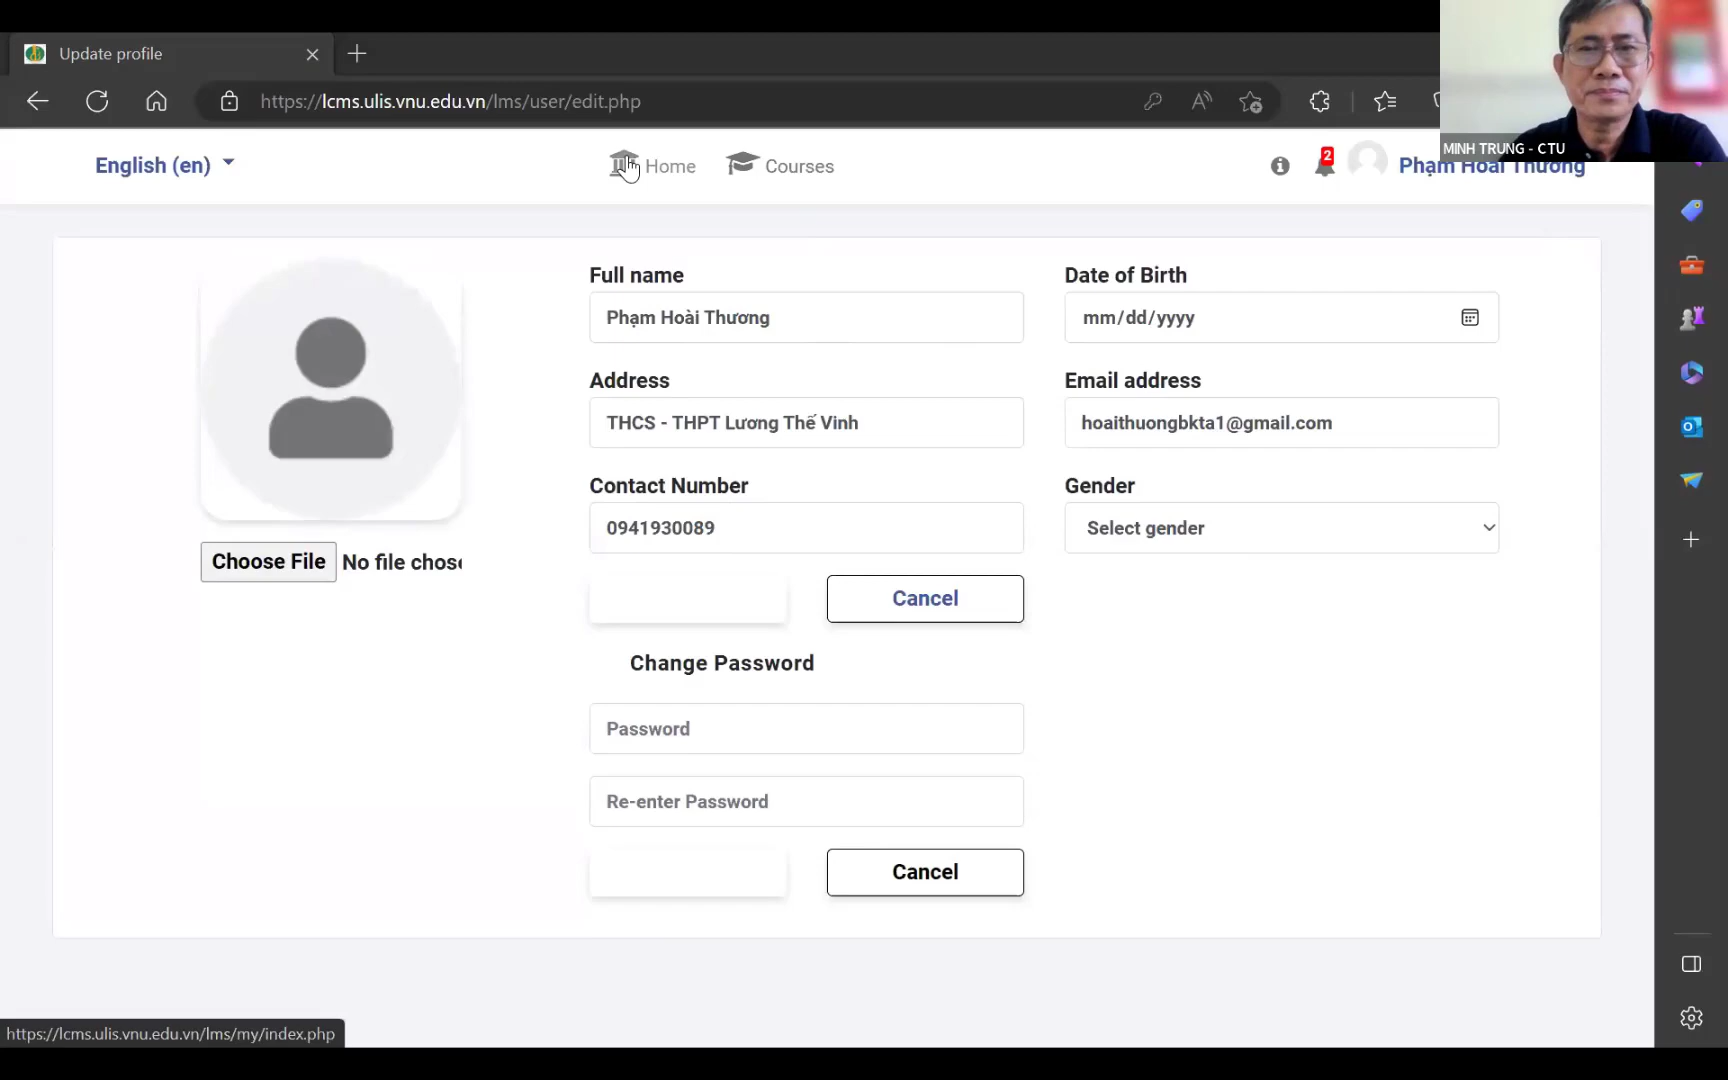 Update profile
https://lcms.ulis.vnu.edu.vn/lms/user/edit.php
MINH TRUNG - CTU
English (en)
Home
Courses
2
Phạm Hoài Thương
Full name
Phạm Hoài Thương
Date of Birth
mm/dd/yyyy
Address
THCS - THPT Lương Thế Vinh
Email address
hoaithuongbkta1@gmail.com
Contact Number
0941930089
Gender
Select gender
Choose File
No file chose
Cancel
Change Password
Password
Re-enter Password
Cancel
https://lcms.ulis.vnu.edu.vn/lms/my/index.php